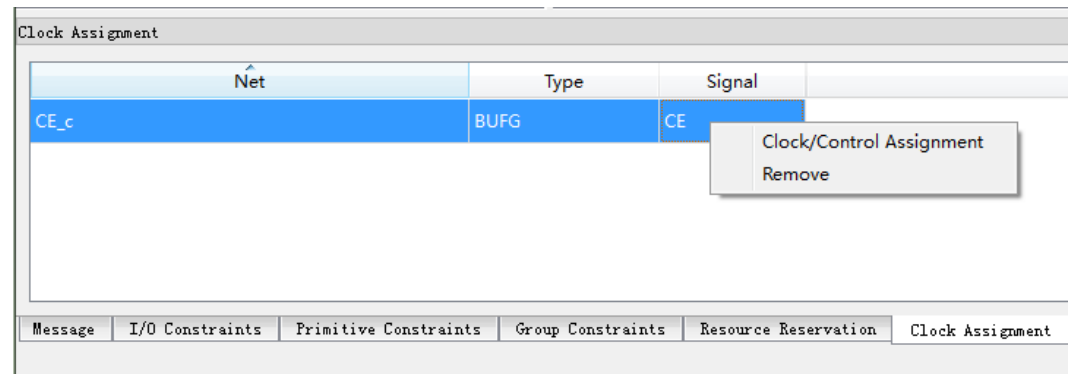 Clock Assignment
Net Type Signal
CE_c BUFG CE
Clock/Control Assignment
Remove
Message I/O Constraints Primitive Constraints Group Constraints Resource Reservation Clock Assignment